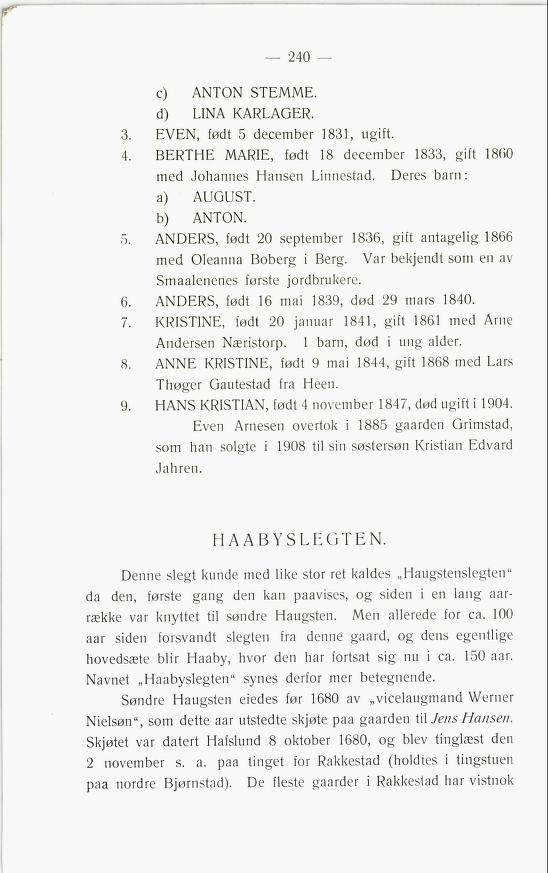 — 240 —
c) ANTON STEMME.
d) LINA KARLAGER.
3. EVEN, født 5 december 1831, ugift.
4. BERTHE MARIE, født 18 december 1833, gift 1860
med Johannes Hansen Linnestad. Deres barn:
a) AUGUST.
b) ANTON.
5. ANDERS, født 20 september 1836, gift antagelig 1866
med Oleanna Boberg i Berg. Var bekjendt som en av
Smaalenenes første jordbrukere.
6. ANDERS, født 16 mai 1839, død 29 mars 1840.
7. KRISTINE, født 20 januar 1841, gift 1861 med Arne
Andersen Næristorp. 1 barn, død i ung alder.
8. ANNE KRISTINE, født 9 mai 1844, gift 1868 med Lars
Thøger Gautestad fra Heen.
9. HANS KRISTIAN, født 4 november 1847, død ugift i 1904.
Even Arnesen overtok i 1885 gaarden Grimstad,
som han solgte i 1908 til sin søstersøn Kristian Edvard
Jahren.
HAABYSLEGTEN.
Denne slegt kunde med like stor ret kaldes „Haugstenslegten“
da den, første gang den kan paavises, og siden i en lang aar-
række var knyttet til søndre Haugsten. Men allerede for ca. 100
aar siden forsvandt slegten fra denne gaard, og dens egentlige
hovedsæte blir Haaby, hvor den har fortsat sig nu i ca. 150 aar.
Navnet „Haabyslegten“ synes derfor mer betegnende.
Søndre Haugsten eiedes før 1680 av „vicelaugmand Werner
Nielsøn“, som dette aar utstedte skjøte paa gaarden til Jens Hansen.
Skjøtet var datert Hafslund 8 oktober 1680, og blev tinglæst den
2 november s. a. paa tinget for Rakkestad (holdtes i tingstuen
paa nordre Bjørnstad). De fleste gaarder i Rakkestad har vistnok